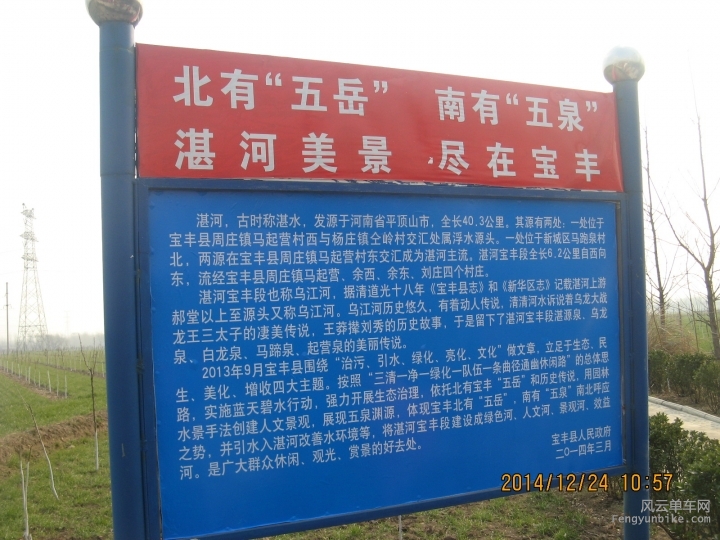 北有“五岳” 南有“五泉”
湛河美景 尽在宝丰
湛河，古时称湛水，发源于河南省平顶山市，全长40.3公里，其源有两处：一处位于
宝丰县周庄镇马起营村西与杨庄镇仝岭村交汇处属浮水源头。一处位于新城区马跑泉村
北，两源在宝丰县周庄镇马起营村东交汇成为湛河主流，湛河宝丰段全长6.2公里自西向
东，流经宝丰县周庄镇马起营、余西、余东、刘庄四个村庄。
湛河宝丰段也称乌江河，据清道光十八年《宝丰县志》和《新华区志》记载湛河上游
郝堂以上至源头又称乌江河。乌江河历史悠久，有着动人传说，清清河水诉说着乌龙大战
龙王三太子的凄美传说，王莽撵刘秀的历史故事，于是留下了湛河宝丰段湛源泉、乌龙
泉、白龙泉、马蹄泉、起营泉的美丽传说。
2013年9月宝丰县围绕“治污、引水、绿化、亮化、文化”做文章，立足于生态、民
生、美化、增收四大主题。按照“三清一净一绿化一队伍一条曲径通幽休闲路”的总体思
路，实施蓝天碧水行动，强力开展生态治理，依托北有宝丰“五岳”和历史传说，用园林
水景手法创建人文景观，展现五泉渊源，体现宝丰北有“五岳”，南有“五泉”南北呼应
之势，并引水入湛河改善水环境等，将湛河宝丰段建设成绿色河、人文河、景观河、效益
河。是广大群众休闲、观光、赏景的好去处。
宝丰县人民政府
二〇一四年三月
2014/12/24 10:57
风云单车网
Fengyunbike.com